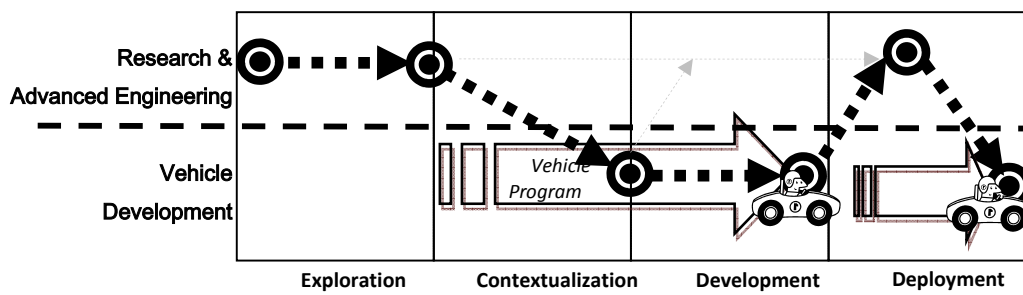 Research &
Advanced Engineering
Vehicle
Program
Vehicle
Development
Exploration Contextualization Development Deployment